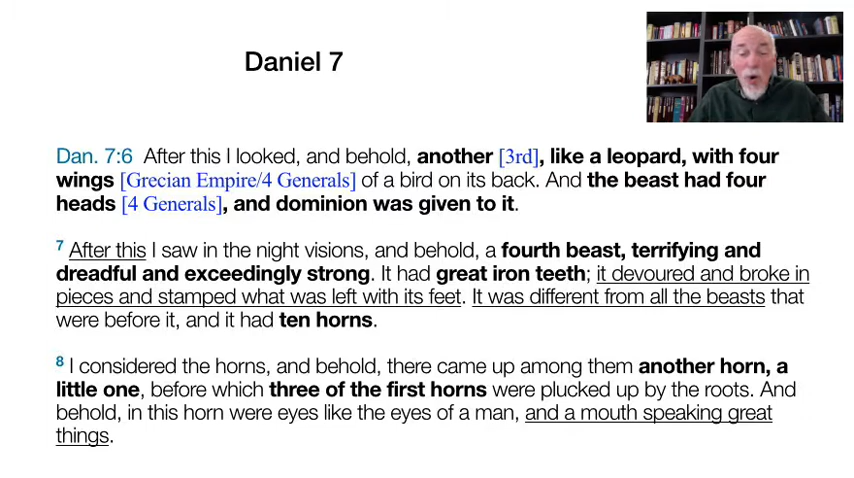 Daniel 7
Dan. 7:6 After this I looked, and behold, another [3rd], like a leopard, with four
wings [Grecian Empire/4 Generals] of a bird on its back. And the beast had four
heads [4 Generals], and dominion was given to it.
7 After this I saw in the night visions, and behold, a fourth beast, terrifying and
dreadful and exceedingly strong. It had great iron teeth; it devoured and broke in
pieces and stamped what was left with its feet. It was different from all the beasts that
were before it, and it had ten horns.
8 I considered the horns, and behold, there came up among them another horn, a
little one, before which three of the first horns were plucked up by the roots. And
behold, in this horn were eyes like the eyes of a man, and a mouth speaking great
things.